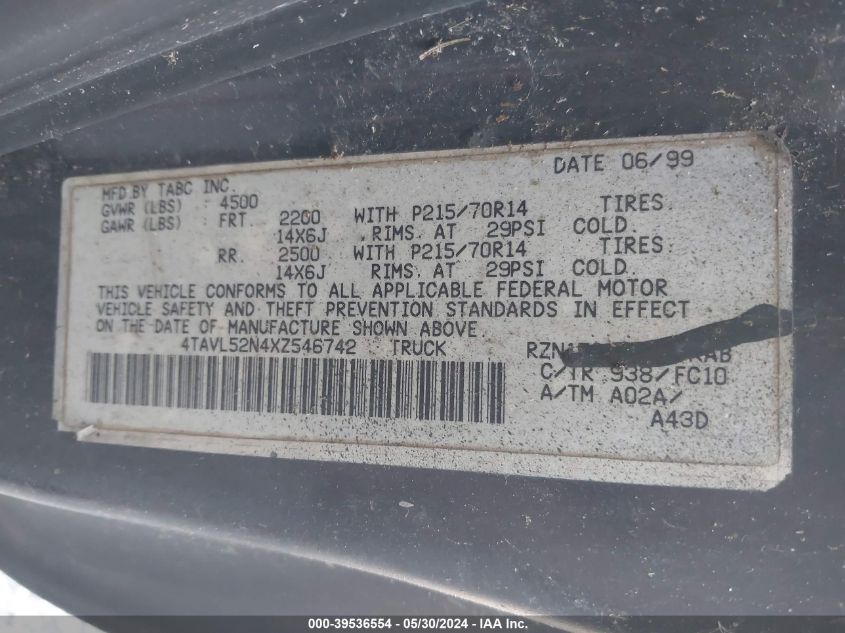 DATE 06/99
MFD BY TABC INC.
GVWR (LBS) : 4500
GAWR (LBS) : FRT. 2200 WITH P215/70R14 TIRES.
14X6J , RIMS. AT 29PSI COLD.
RR. 2500 WITH P215/70R14 TIRES.
14X6J RIMS. AT 29PSI COLD.
THIS VEHICLE CONFORMS TO ALL APPLICABLE FEDERAL MOTOR
VEHICLE SAFETY AND THEFT PREVENTION STANDARDS IN EFFECT
ON THE DATE OF MANUFACTURE SHOWN ABOVE.
4TAVL52N4XZ546742 TRUCK
C/TR 938/FC10
A/TM A02A/
A43D
000-39536554 / 05/30/2024 - IAA Inc.